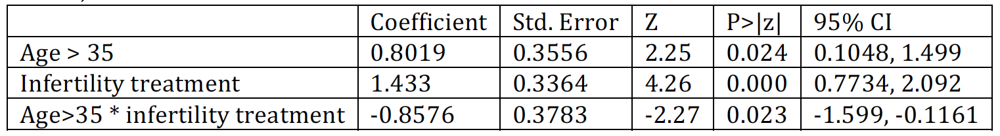 Coefficient Std. Error Z P>|z| 95% CI
Age > 35 0.8019 0.3556 2.25 0.024 0.1048, 1.499
Infertility treatment 1.433 0.3364 4.26 0.000 0.7734, 2.092
Age>35 * infertility treatment -0.8576 0.3783 -2.27 0.023 -1.599, -0.1161